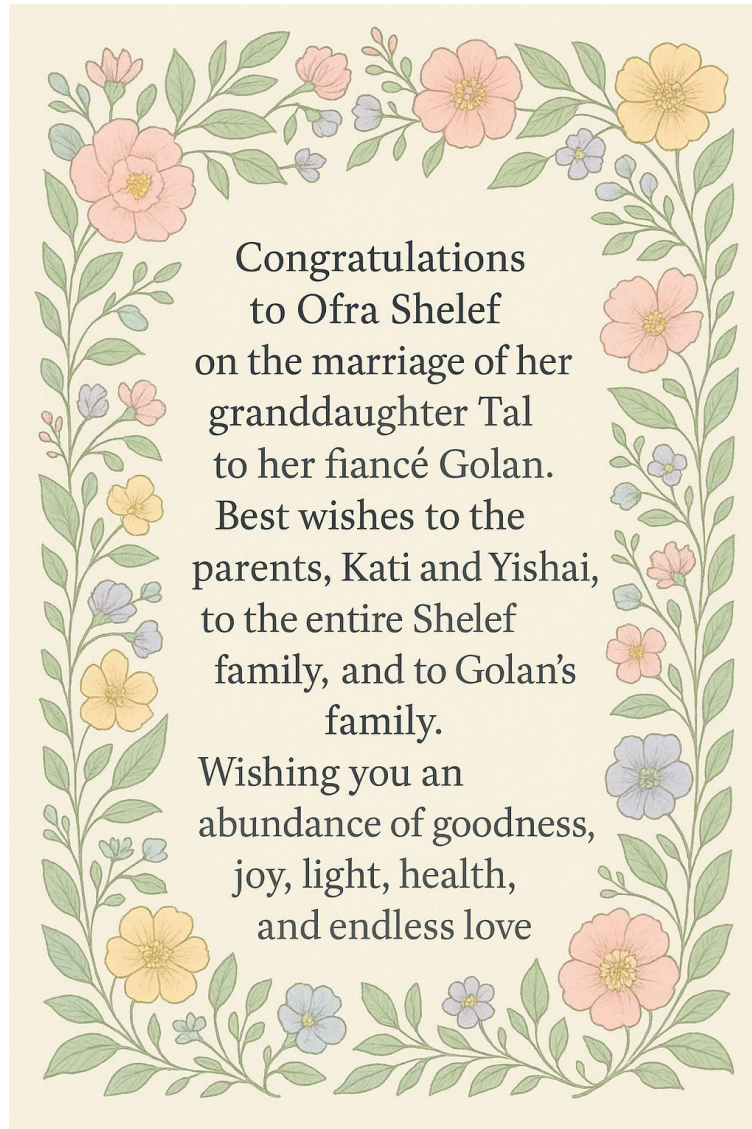 Congratulations
to Ofra Shelef
on the marriage of her
granddaughter Tal
to her fiancé Golan.
Best wishes to the
parents, Kati and Yishai,
to the entire Shelef
family, and to Golan’s
family.
Wishing you an
abundance of goodness,
joy, light, health,
and endless love